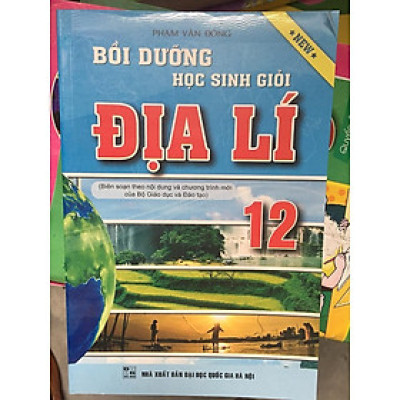 PHẠM VĂN ĐÔNG
*NEW*
BỒI DƯỠNG
HỌC SINH GIỎI
ĐỊA LÍ
(Biên soạn theo nội dung và chương trình mới
của Bộ Giáo dục và Đào tạo)
12
NHÀ XUẤT BẢN ĐẠI HỌC QUỐC GIA HÀ NỘI